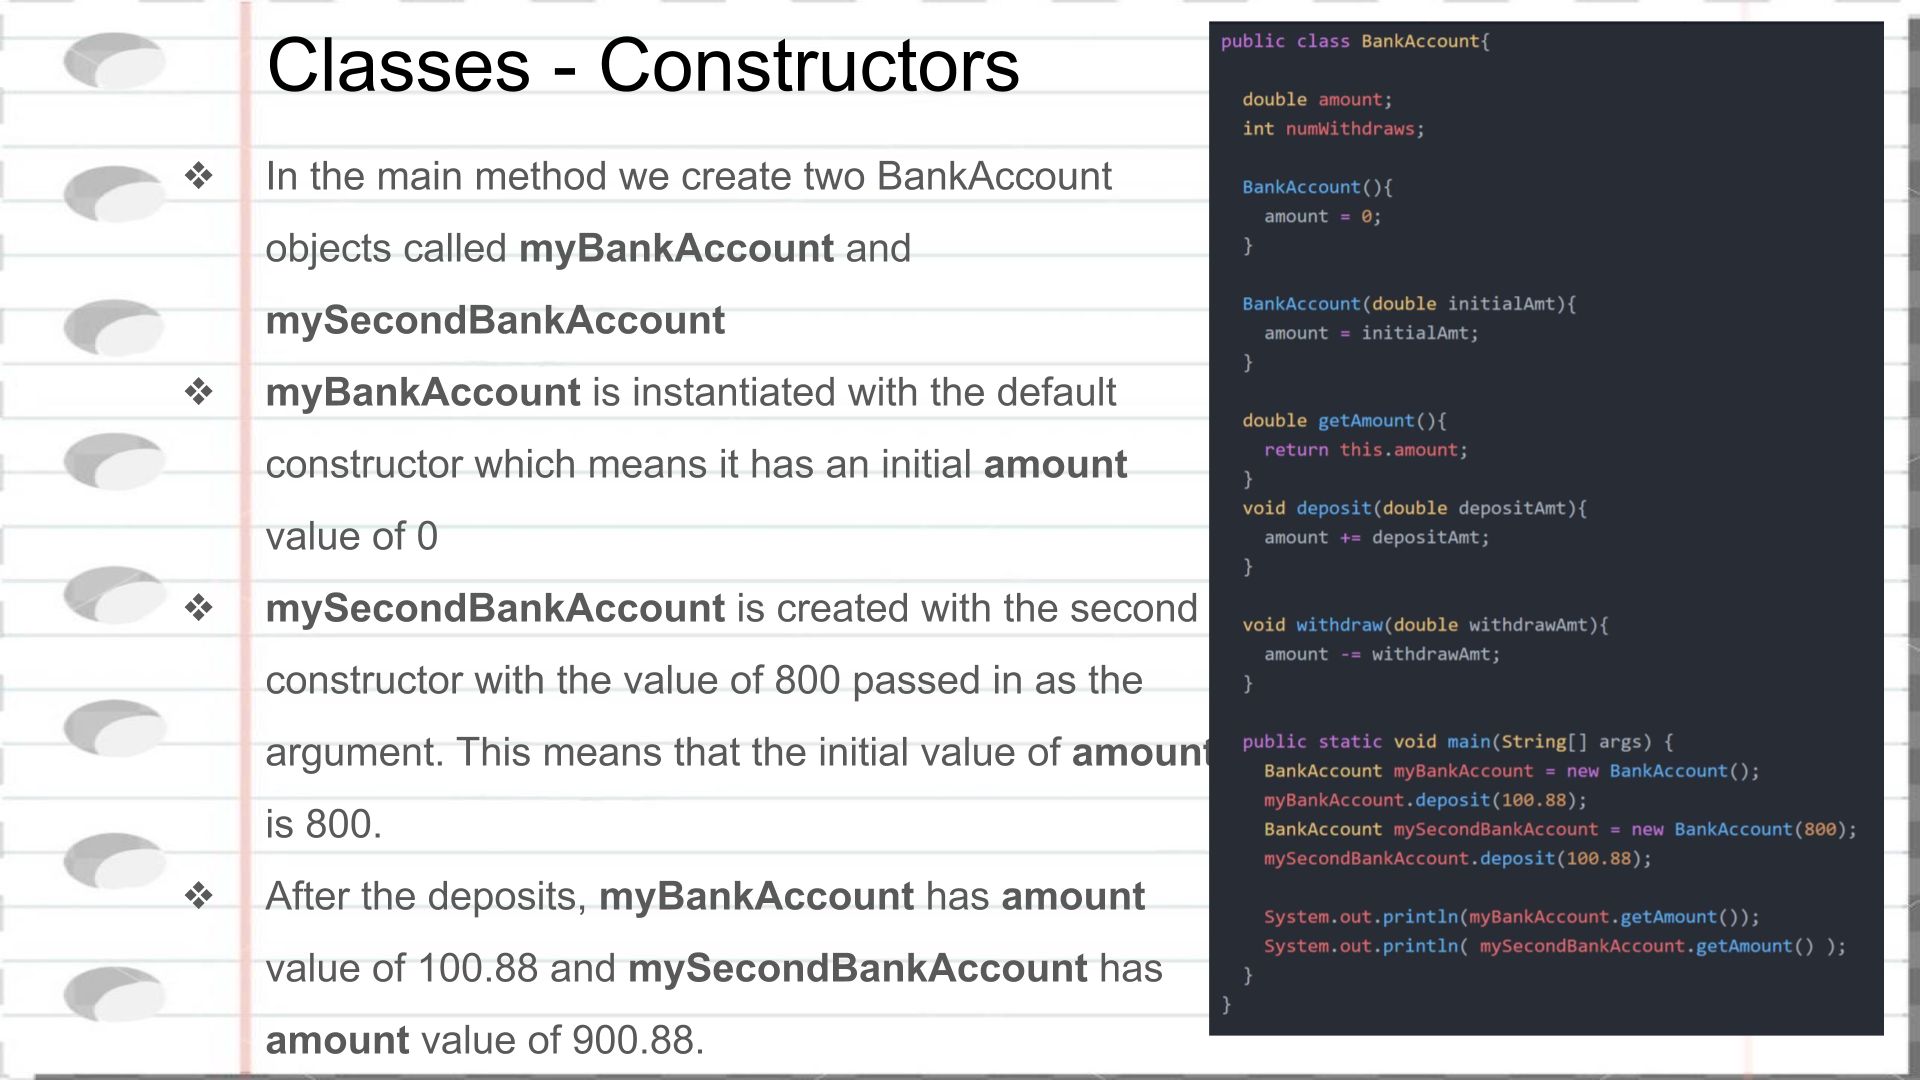 Classes - Constructors
❖ In the main method we create two BankAccount
objects called myBankAccount and
mySecondBankAccount
❖ myBankAccount is instantiated with the default
constructor which means it has an initial amount
value of 0
❖ mySecondBankAccount is created with the second
constructor with the value of 800 passed in as the
argument. This means that the initial value of amount
is 800.
❖ After the deposits, myBankAccount has amount
value of 100.88 and mySecondBankAccount has
amount value of 900.88.
public class BankAccount{
double amount;
int numWithdraws;
BankAccount(){
amount = 0;
}
BankAccount(double initialAmt){
amount = initialAmt;
}
double getAmount(){
return this.amount;
}
void deposit(double depositAmt){
amount += depositAmt;
}
void withdraw(double withdrawAmt){
amount -= withdrawAmt;
}
public static void main(String[] args) {
BankAccount myBankAccount = new BankAccount();
myBankAccount.deposit(100.88);
BankAccount mySecondBankAccount = new BankAccount(800);
mySecondBankAccount.deposit(100.88);
System.out.println(myBankAccount.getAmount());
System.out.println( mySecondBankAccount.getAmount() );
}
}